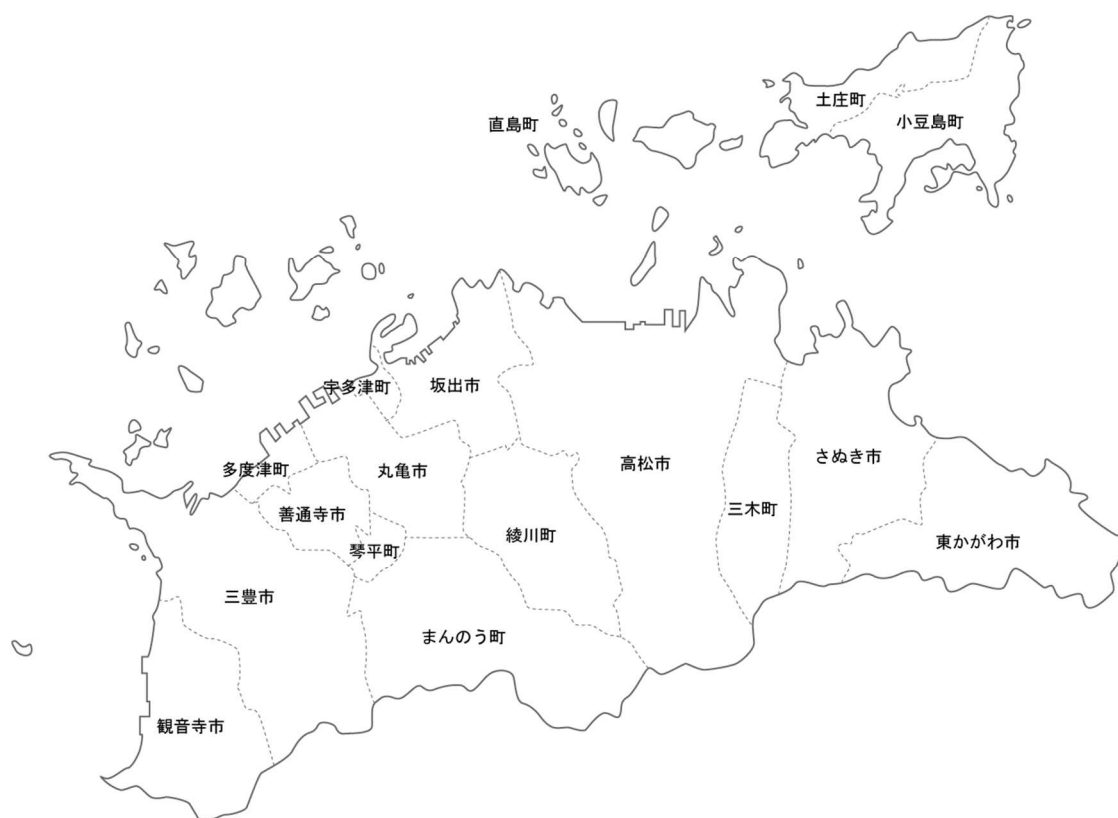 土庄町
直島町
小豆島町
宇多津町
坂出市
多度津町
丸亀市
高松市
さぬき市
善通寺市
三木町
琴平町
綾川町
東かがわ市
三豊市
まんのう町
観音寺市